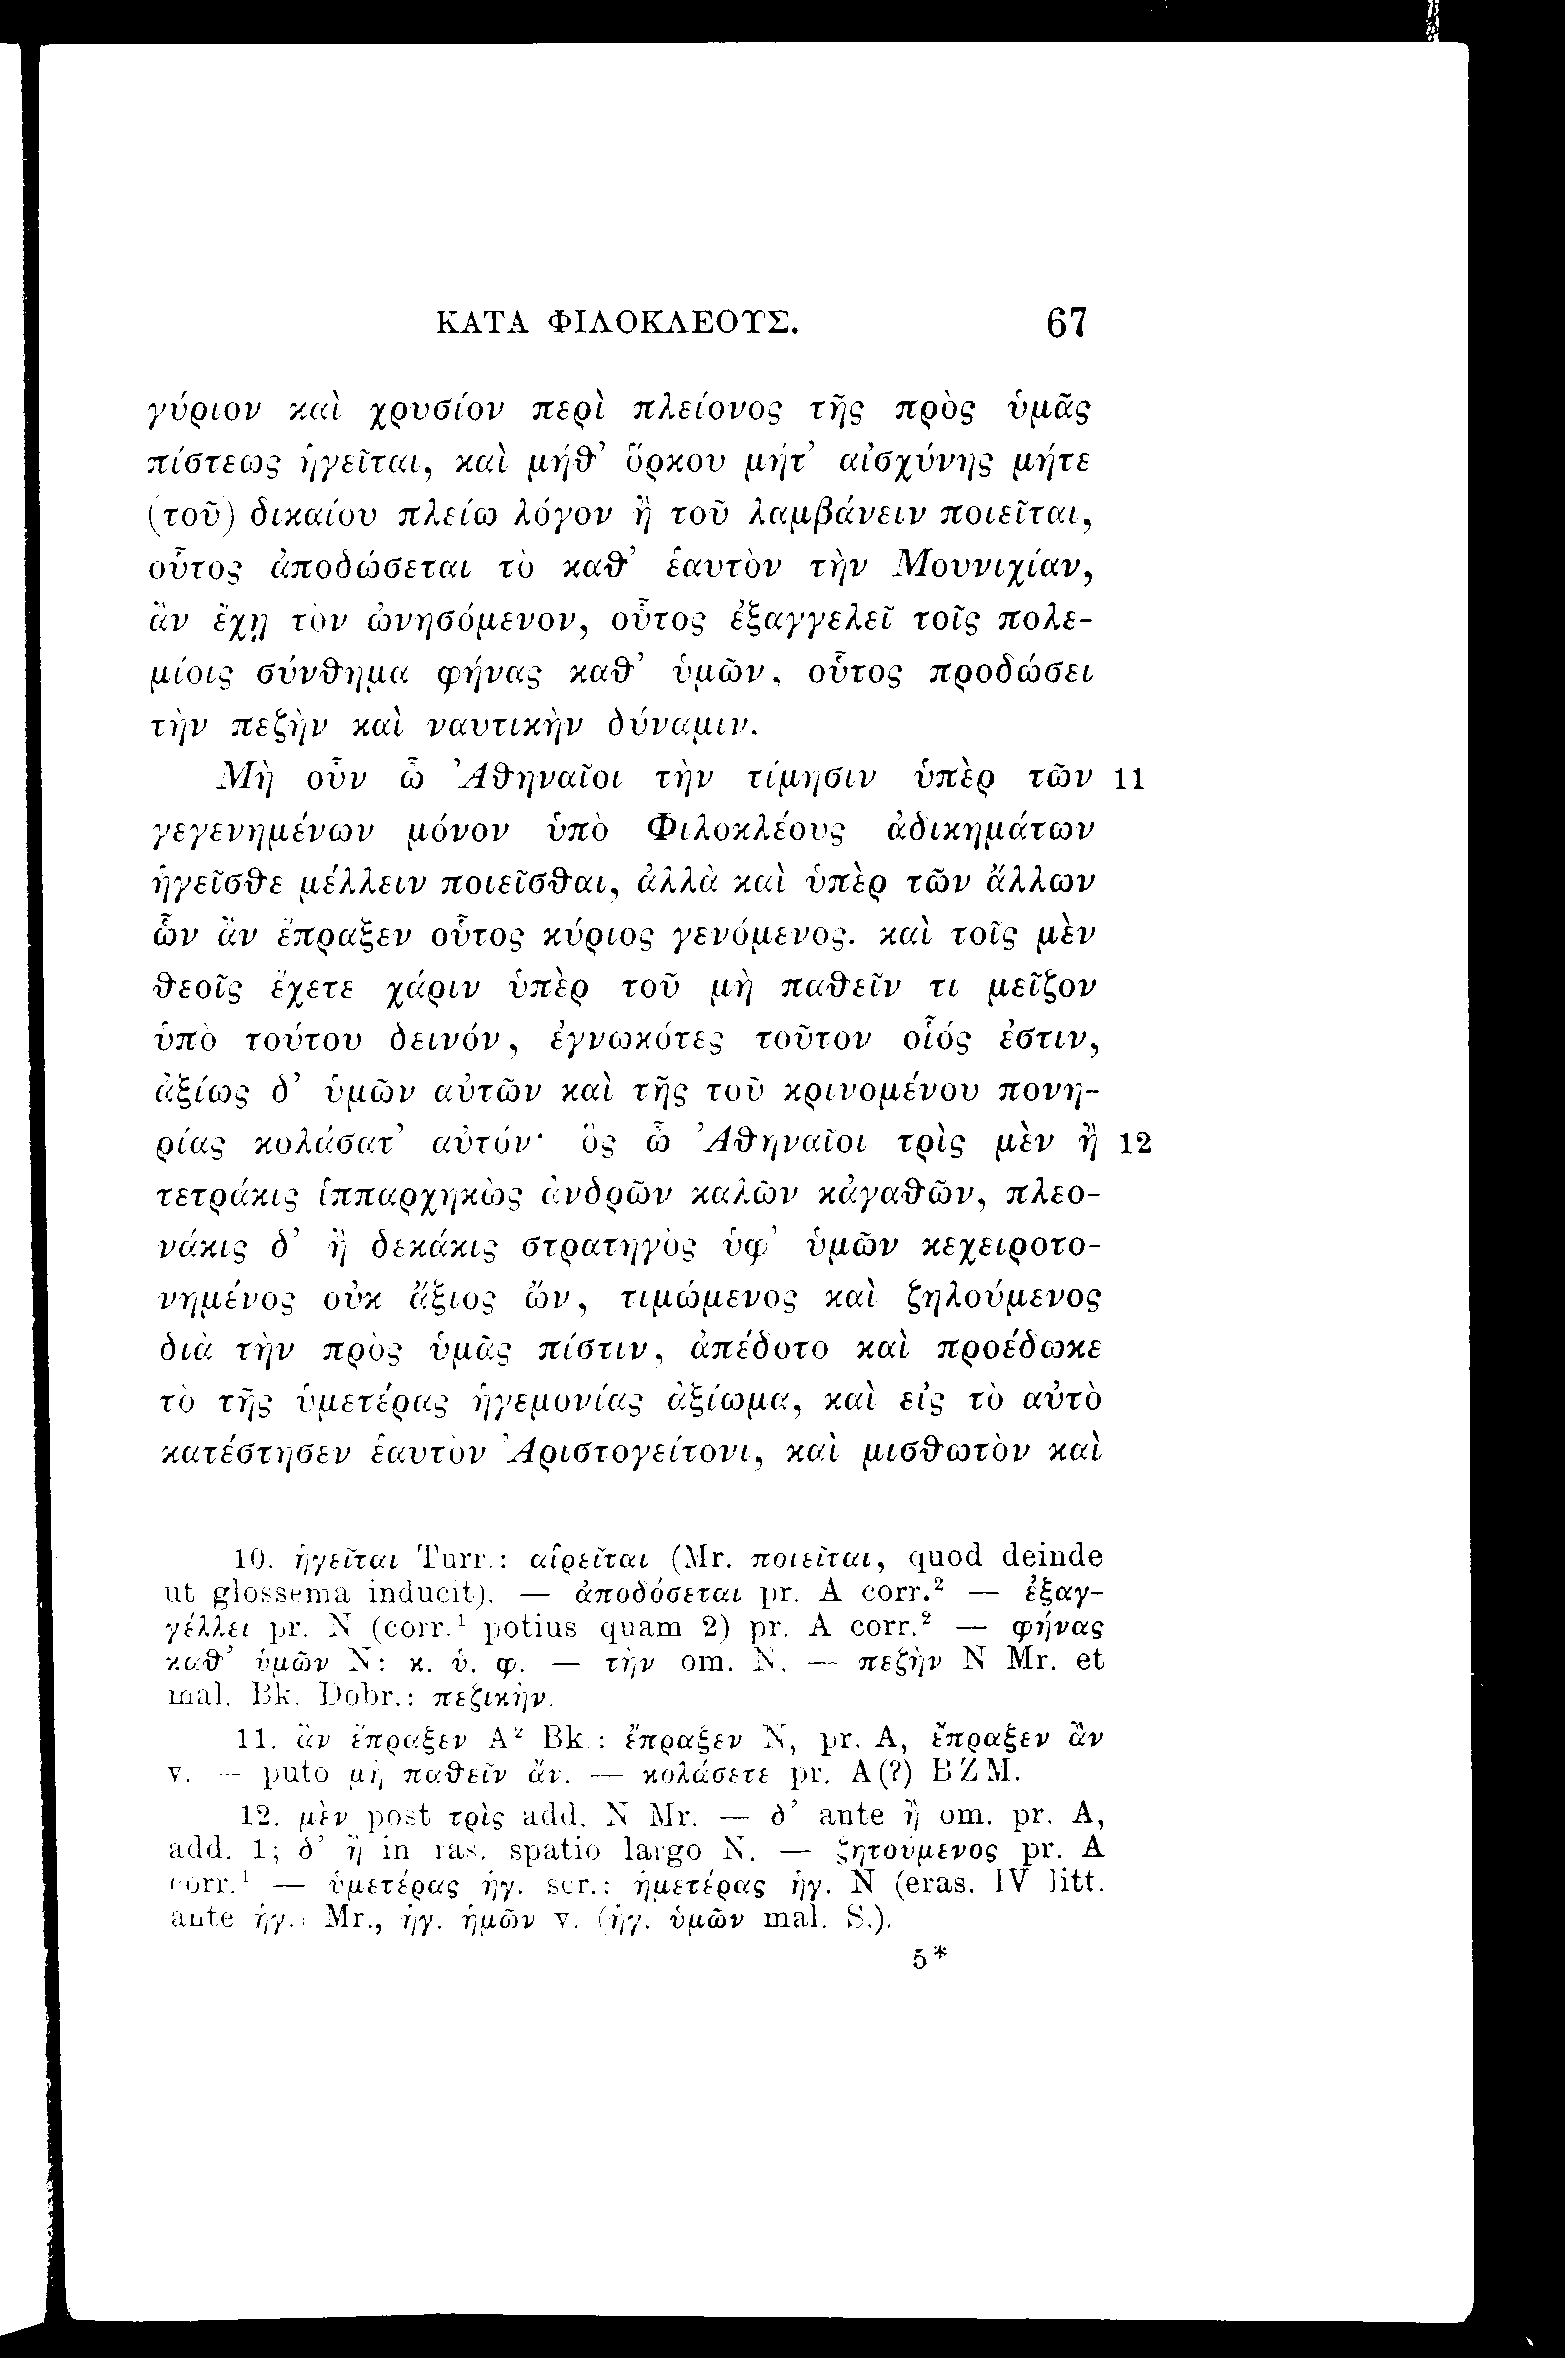 ΚΑΤΑ ΦΙΛΟΚΛΕΟΥΣ. 67
γύριον καὶ χρυσίον περὶ πλείονος τῆς πρὸς ὑμᾶς
πίστεως ἡγεῖται, καὶ μήθ’ ὅρκου μήτ’ αἰσχύνης μήτε
(τοῦ) δικαίου πλείω λόγον ἢ τοῦ λαμβάνειν ποιεῖται,
οὗτος ἀποδώσεται τὸ καθ’ ἑαυτὸν τὴν Μουνιχίαν,
ἂν ἔχῃ τὸν ὠνησόμενον, οὗτος ἐξαγγελεῖ τοῖς πολε-
μίοις σύνθημα φήνας καθ’ ὑμῶν, οὗτος προδώσει
τὴν πεζὴν καὶ ναυτικὴν δύναμιν.
Μὴ οὖν ὦ Ἀθηναῖοι τὴν τίμησιν ὑπὲρ τῶν 11
γεγενημένων μόνον ὑπὸ Φιλοκλέους ἀδικημάτων
ἡγεῖσθε μέλλειν ποιεῖσθαι, ἀλλὰ καὶ ὑπὲρ τῶν ἄλλων
ὧν ἂν ἔπραξεν οὗτος κύριος γενόμενος. καὶ τοῖς μὲν
θεοῖς ἔχετε χάριν ὑπὲρ τοῦ μὴ παθεῖν τι μεῖζον
ὑπὸ τούτου δεινόν, ἐγνωκότες τοῦτον οἷός ἐστιν,
ἀξίως δ’ ὑμῶν αὐτῶν καὶ τῆς τοῦ κρινομένου πονη-
ρίας κολάσατ’ αὐτόν· ὃς ὦ Ἀθηναῖοι τρὶς μὲν ἢ 12
τετράκις ἱππαρχηκὼς ἀνδρῶν καλῶν κἀγαθῶν, πλεο-
νάκις δ’ ἢ δεκάκις στρατηγὸς ὑφ’ ὑμῶν κεχειροτο-
νημένος οὐκ ἄξιος ὤν, τιμώμενος καὶ ζηλούμενος
διὰ τὴν πρὸς ὑμᾶς πίστιν, ἀπέδοτο καὶ προέδωκε
τὸ τῆς ὑμετέρας ἡγεμονίας ἀξίωμα, καὶ εἰς τὸ αὐτὸ
κατέστησεν ἑαυτὸν Ἀριστογείτονι, καὶ μισθωτὸν καὶ
10. ἡγεῖται Turr.: αἱρεῖται (Mr. ποιεῖται, quod deinde
ut glossema inducit). — ἀποδόσεται pr. A corr.² — ἐξαγ-
γέλλει pr. N (corr.¹ potius quam 2) pr. A corr.² — φήνας
καθ’ ὑμῶν N: κ. ὑ. φ. — τὴν om. N. — πεζὴν N Mr. et
mal. Bk. Dobr.: πεζικὴν.
11. ἂν ἔπραξεν A² Bk.: ἔπραξεν N, pr. A, ἔπραξεν ἂν
v. — puto μὴ παθεῖν ἄν. — κολάσετε pr. A(?) BZM.
12. μὲν post τρὶς add. N Mr. — δ’ ante ἢ om. pr. A,
add. 1; δ’ ἢ in ras. spatio largo N. — ζητούμενος pr. A
corr.¹ — ὑμετέρας ἡγ. scr.: ἡμετέρας ἡγ. N (eras. IV litt.
ante ἡγ.) Mr., ἡγ. ἡμῶν v. (ἡγ. ὑμῶν mal. S.).
5*